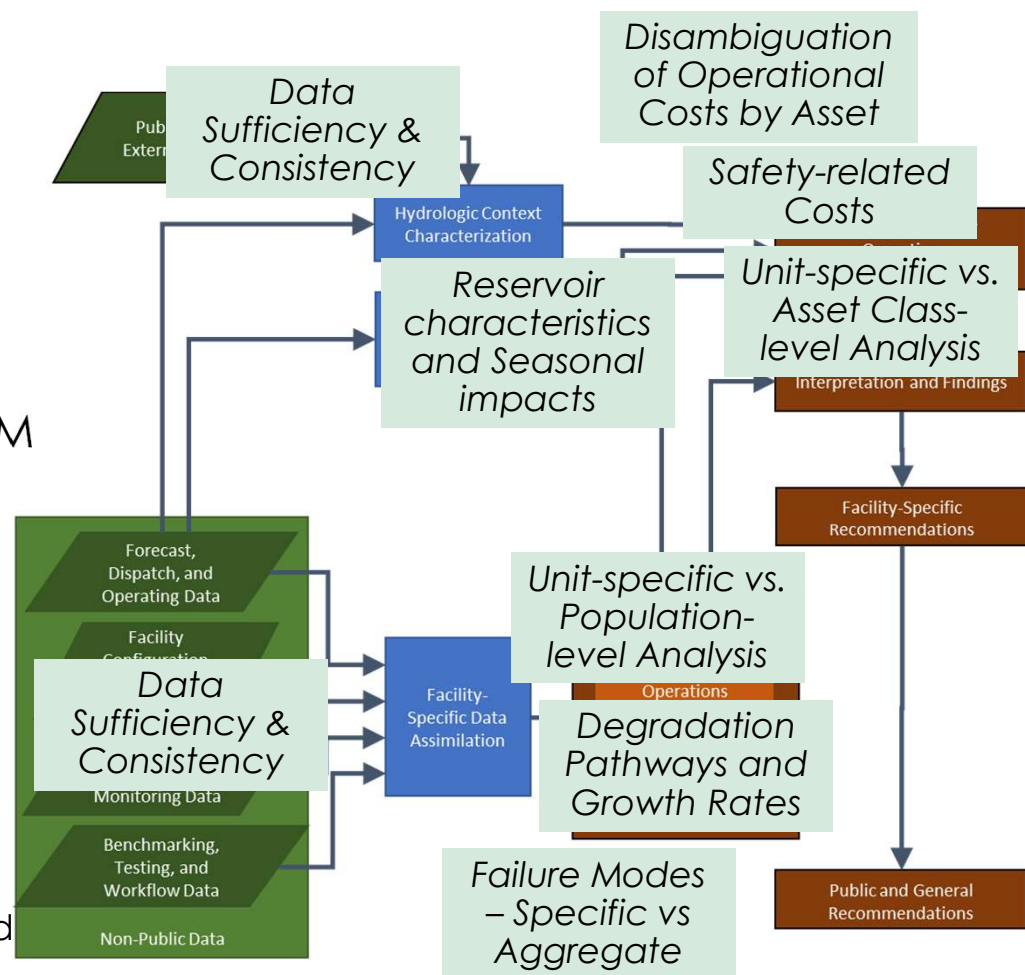 Disambiguation
of Operational
Costs by Asset
Data
Sufficiency &
Consistency
Safety-related
Costs
Hydrologic Context
Characterization
Unit-specific vs.
Asset Class-
level Analysis
Reservoir
characteristics
and Seasonal
impacts
Interpretation and Findings
M
Facility-Specific
Recommendations
Forecast,
Dispatch, and
Operating Data
Unit-specific vs.
Population-
level Analysis
Facility
Data
Sufficiency &
Consistency
Facility-
Specific Data
Assimilation
Operations
Degradation
Pathways and
Growth Rates
Monitoring Data
Benchmarking,
Testing, and
Workflow Data
Failure Modes
– Specific vs
Aggregate
Public and General
Recommendations
d
Non-Public Data